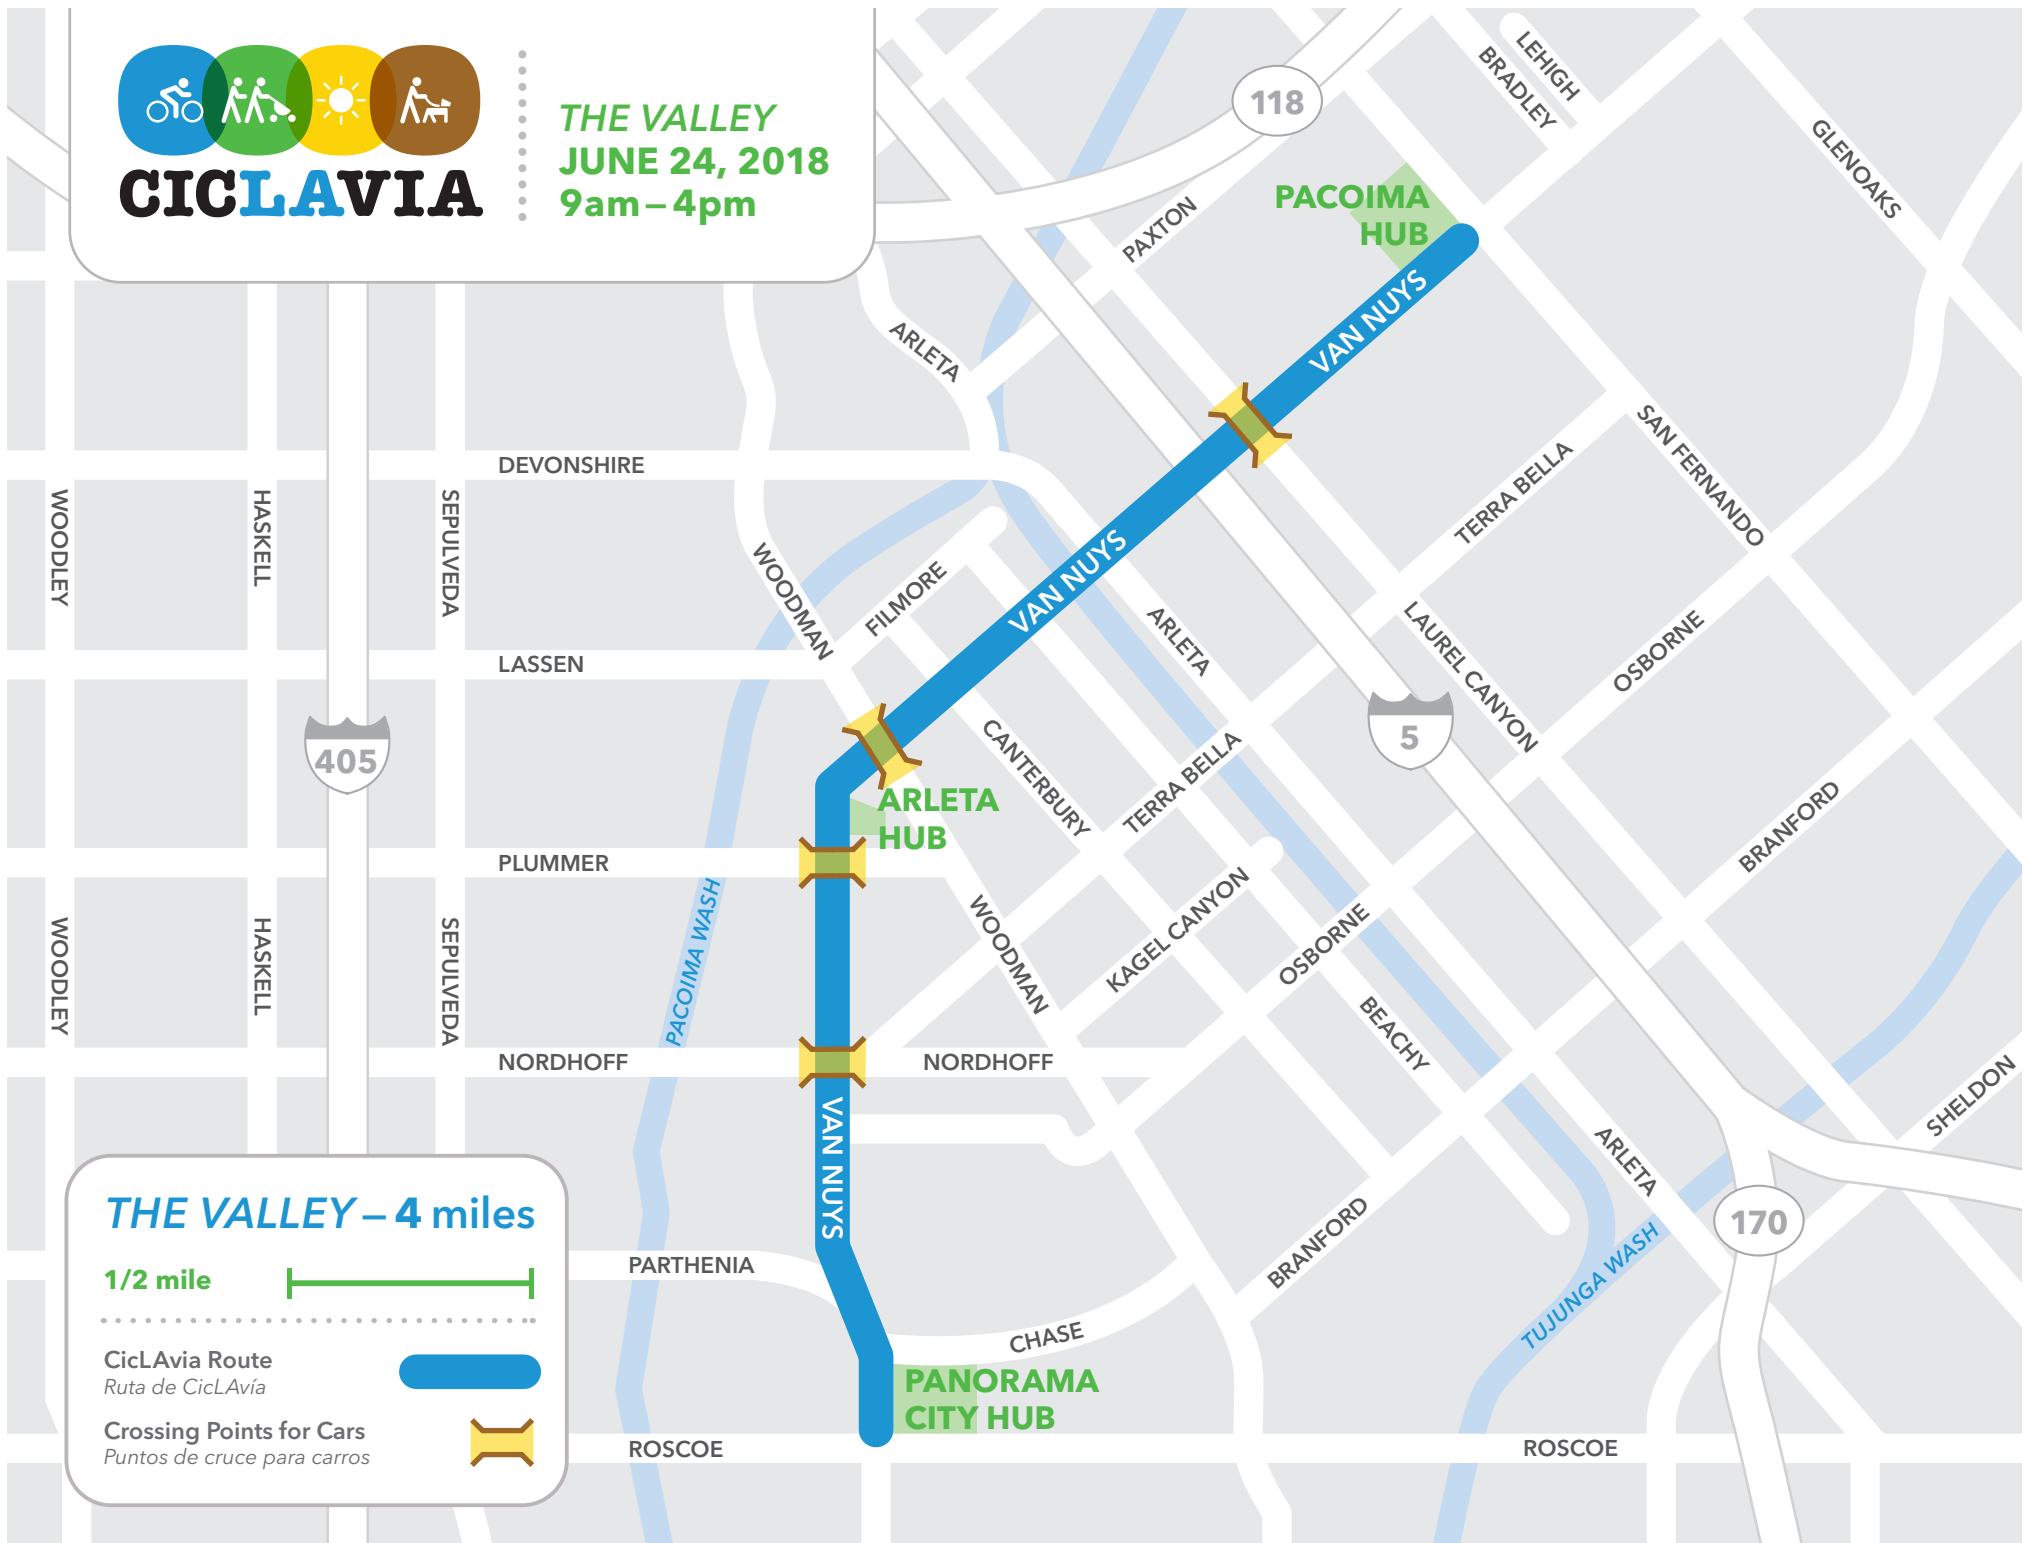 CICLAVIA
THE VALLEY
JUNE 24, 2018
9am – 4pm
118
LEHIGH
BRADLEY
GLENOAKS
PACOIMA
HUB
PAXTON
VAN NUYS
ARLETA
DEVONSHIRE
SAN FERNANDO
TERRA BELLA
WOODLEY
HASKELL
SEPULVEDA
WOODMAN
FILMORE
VAN NUYS
ARLETA
LAUREL CANYON
OSBORNE
LASSEN
405
5
CANTERBURY
TERRA BELLA
ARLETA
HUB
BRANFORD
PLUMMER
PACOIMA WASH
WOODMAN
KAGEL CANYON
OSBORNE
WOODLEY
HASKELL
SEPULVEDA
BEACHY
NORDHOFF
NORDHOFF
SHELDON
VAN NUYS
ARLETA
170
BRANFORD
TUJUNGA WASH
PARTHENIA
CHASE
PANORAMA
CITY HUB
ROSCOE
ROSCOE
THE VALLEY – 4 miles
1/2 mile
CicLAvia Route
Ruta de CicLAvía
Crossing Points for Cars
Puntos de cruce para carros